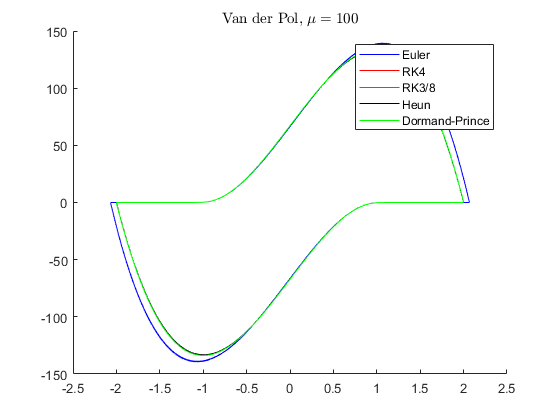 Van der Pol, μ = 100
150
100
50
0
-50
-100
-150
Euler
RK4
RK3/8
Heun
Dormand-Prince
-2.5 -2 -1.5 -1 -0.5 0 0.5 1 1.5 2 2.5